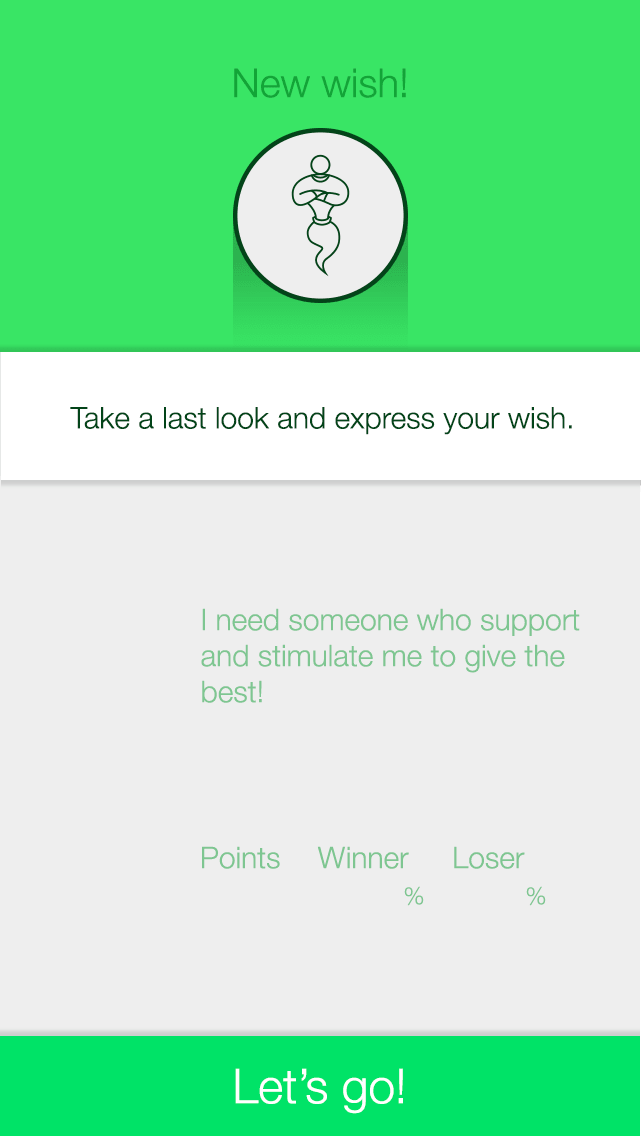 New wish!
Take a last look and express your wish.
I need someone who support
and stimulate me to give the
best!
Points Winner Loser
% %
Let’s go!